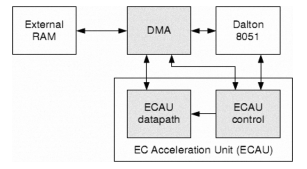 External
RAM
DMA
Dalton
8051
ECAU
datapath
ECAU
control
EC Acceleration Unit (ECAU)